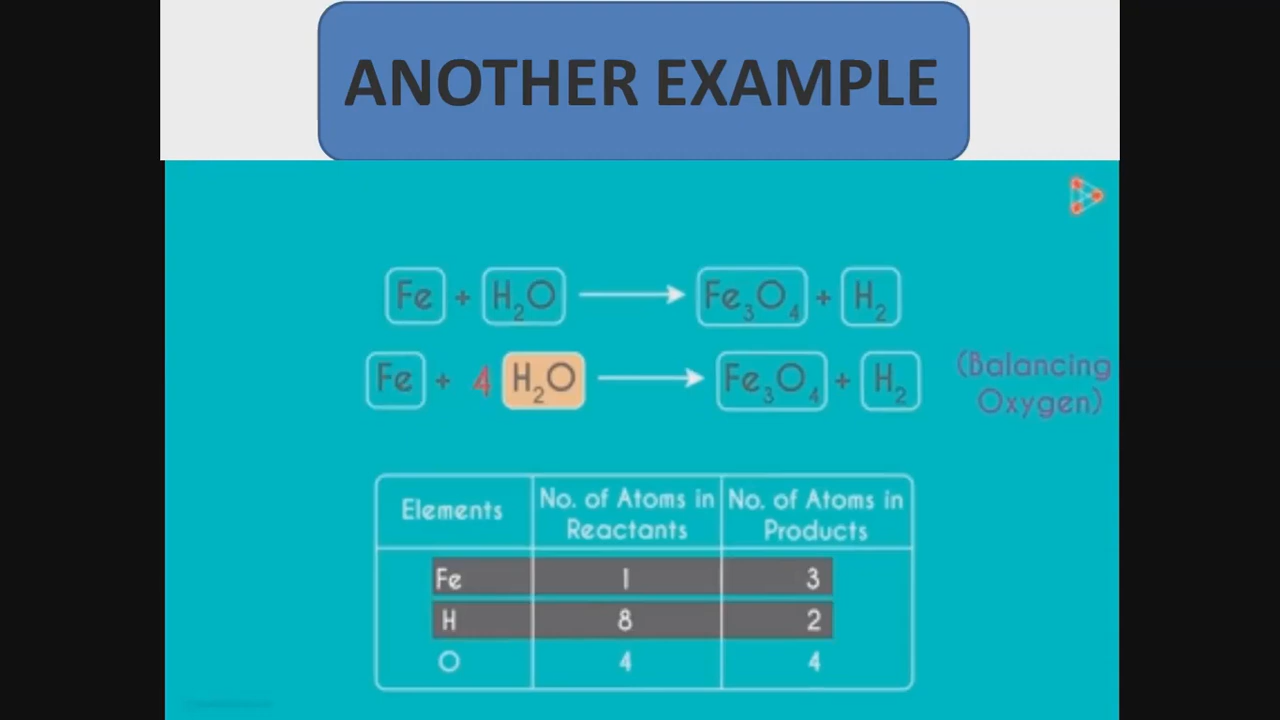 ANOTHER EXAMPLE
Fe + H₂O → Fe₃O₄ + H₂
Fe + 4 H₂O → Fe₃O₄ + H₂ (Balancing
Oxygen)
Elements No. of Atoms in No. of Atoms in
Reactants Products
Fe 1 3
H 8 2
O 4 4